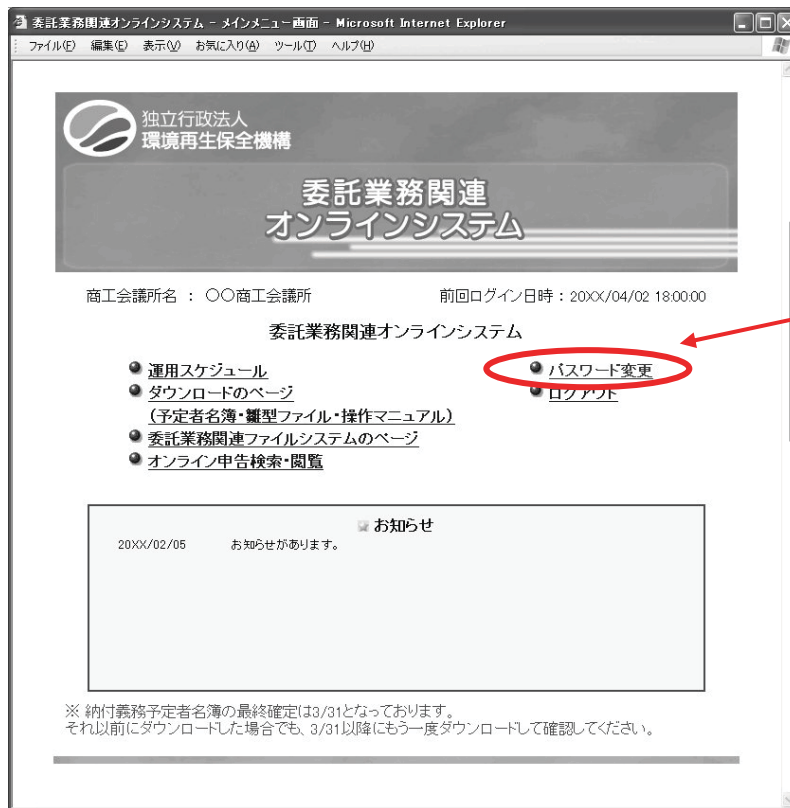 委託業務関連オンラインシステム - メインメニュー画面 - Microsoft Internet Explorer
ファイル(F) 編集(E) 表示(V) お気に入り(A) ツール(T) ヘルプ(H)
独立行政法人
環境再生保全機構
委託業務関連
オンラインシステム
商工会議所名 : 〇〇商工会議所 前回ログイン日時:20XX/04/02 18:00:00
委託業務関連オンラインシステム
運用スケジュール
ダウンロードのページ
(予定者名簿・雛型ファイル・操作マニュアル)
委託業務関連ファイルシステムのページ
オンライン申告検索・閲覧
パスワード変更
ログアウト
お知らせ
20XX/02/05 お知らせがあります。
※ 納付義務予定者名簿の最終確定は3/31となっております。
それ以前にダウンロードした場合でも、3/31以降にもう一度ダウンロードして確認してください。